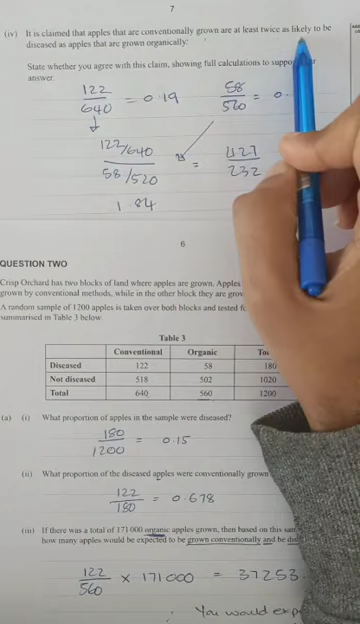 7
(iv) It is claimed that apples that are conventionally grown are at least twice as likely to be
diseased as apples that are grown organically.
State whether you agree with this claim, showing full calculations to support
answer.
122/640 = 0.19 58/560 = 0.
122/640 / 58/520 = 427/232
1.84
6
QUESTION TWO
Crisp Orchard has two blocks of land where apples are grown. Apples
grown by conventional methods, while in the other block they are
A random sample of 1200 apples is taken over both blocks and tested
summarised in Table 3 below
Table 3
Conventional Organic
Diseased 122 58 180
Not diseased 518 502 1020
Total 640 560 1200
(a) (i) What proportion of apples in the sample were diseased?
180/1200 = 0.15
(ii) What proportion of the diseased apples were conventionally grown
122/180 = 0.678
(iii) If there was a total of 171 000 organic apples grown, then based on this
how many apples would be expected to be grown conventionally and be
122/560 × 171000 = 37253.
You would